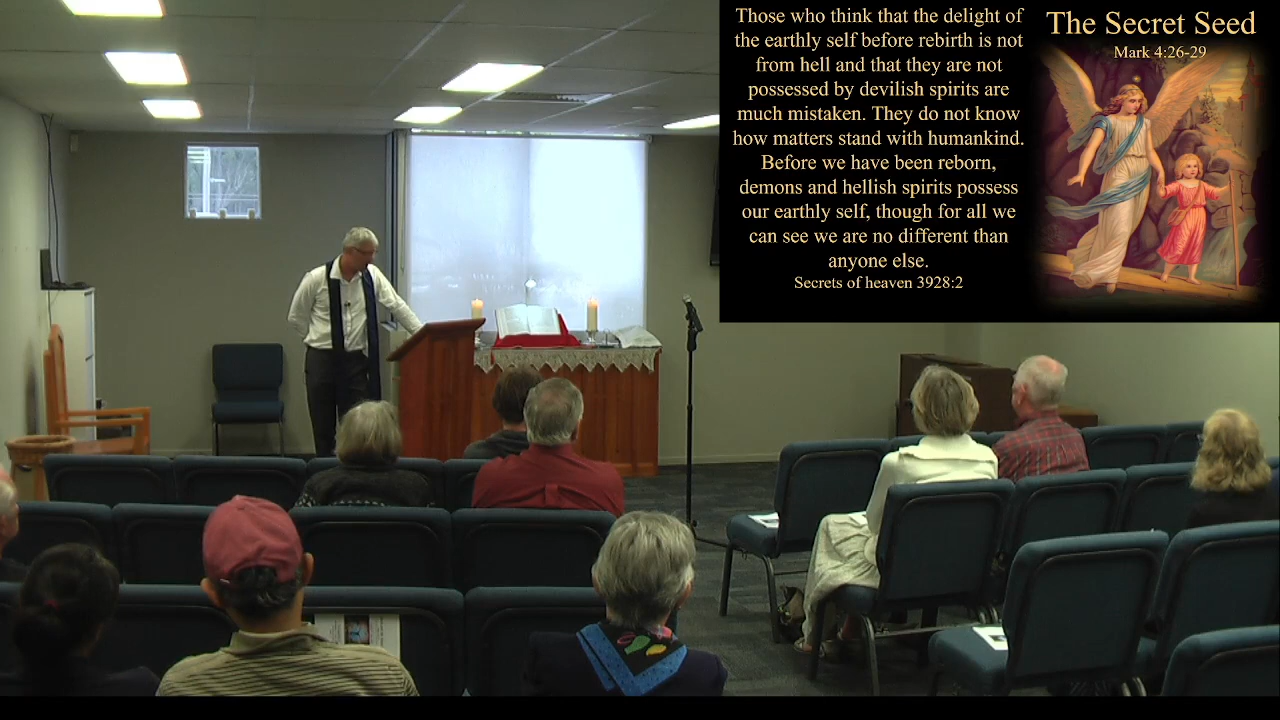 Those who think that the delight of
the earthly self before rebirth is not
from hell and that they are not
possessed by devilish spirits are
much mistaken. They do not know
how matters stand with humankind.
Before we have been reborn,
demons and hellish spirits possess
our earthly self, though for all we
can see we are no different than
anyone else.
Secrets of heaven 3928:2
The Secret Seed
Mark 4:26-29